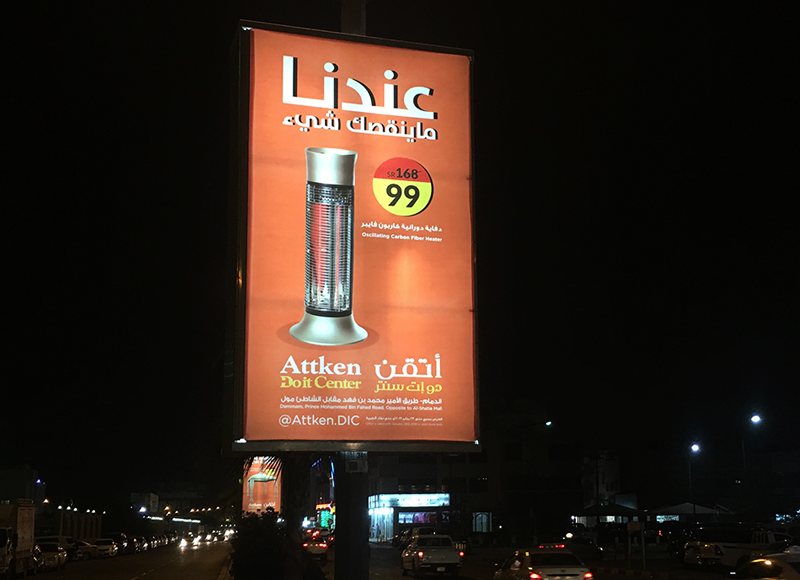 عندنا
ماينقصك شيء
SR 168
99
دفاية دورانية كاربون فايبر
Oscillating Carbon Fiber Heater
Attken أتقن
Do it Center دو إت سنتر
الدمام- طريق الأمير محمد بن فهد مقابل الشاطئ مول
Dammam, Prince Mohammed Bin Fahad Road, Opposite to Al-Shatie Mall
@Attken.DIC